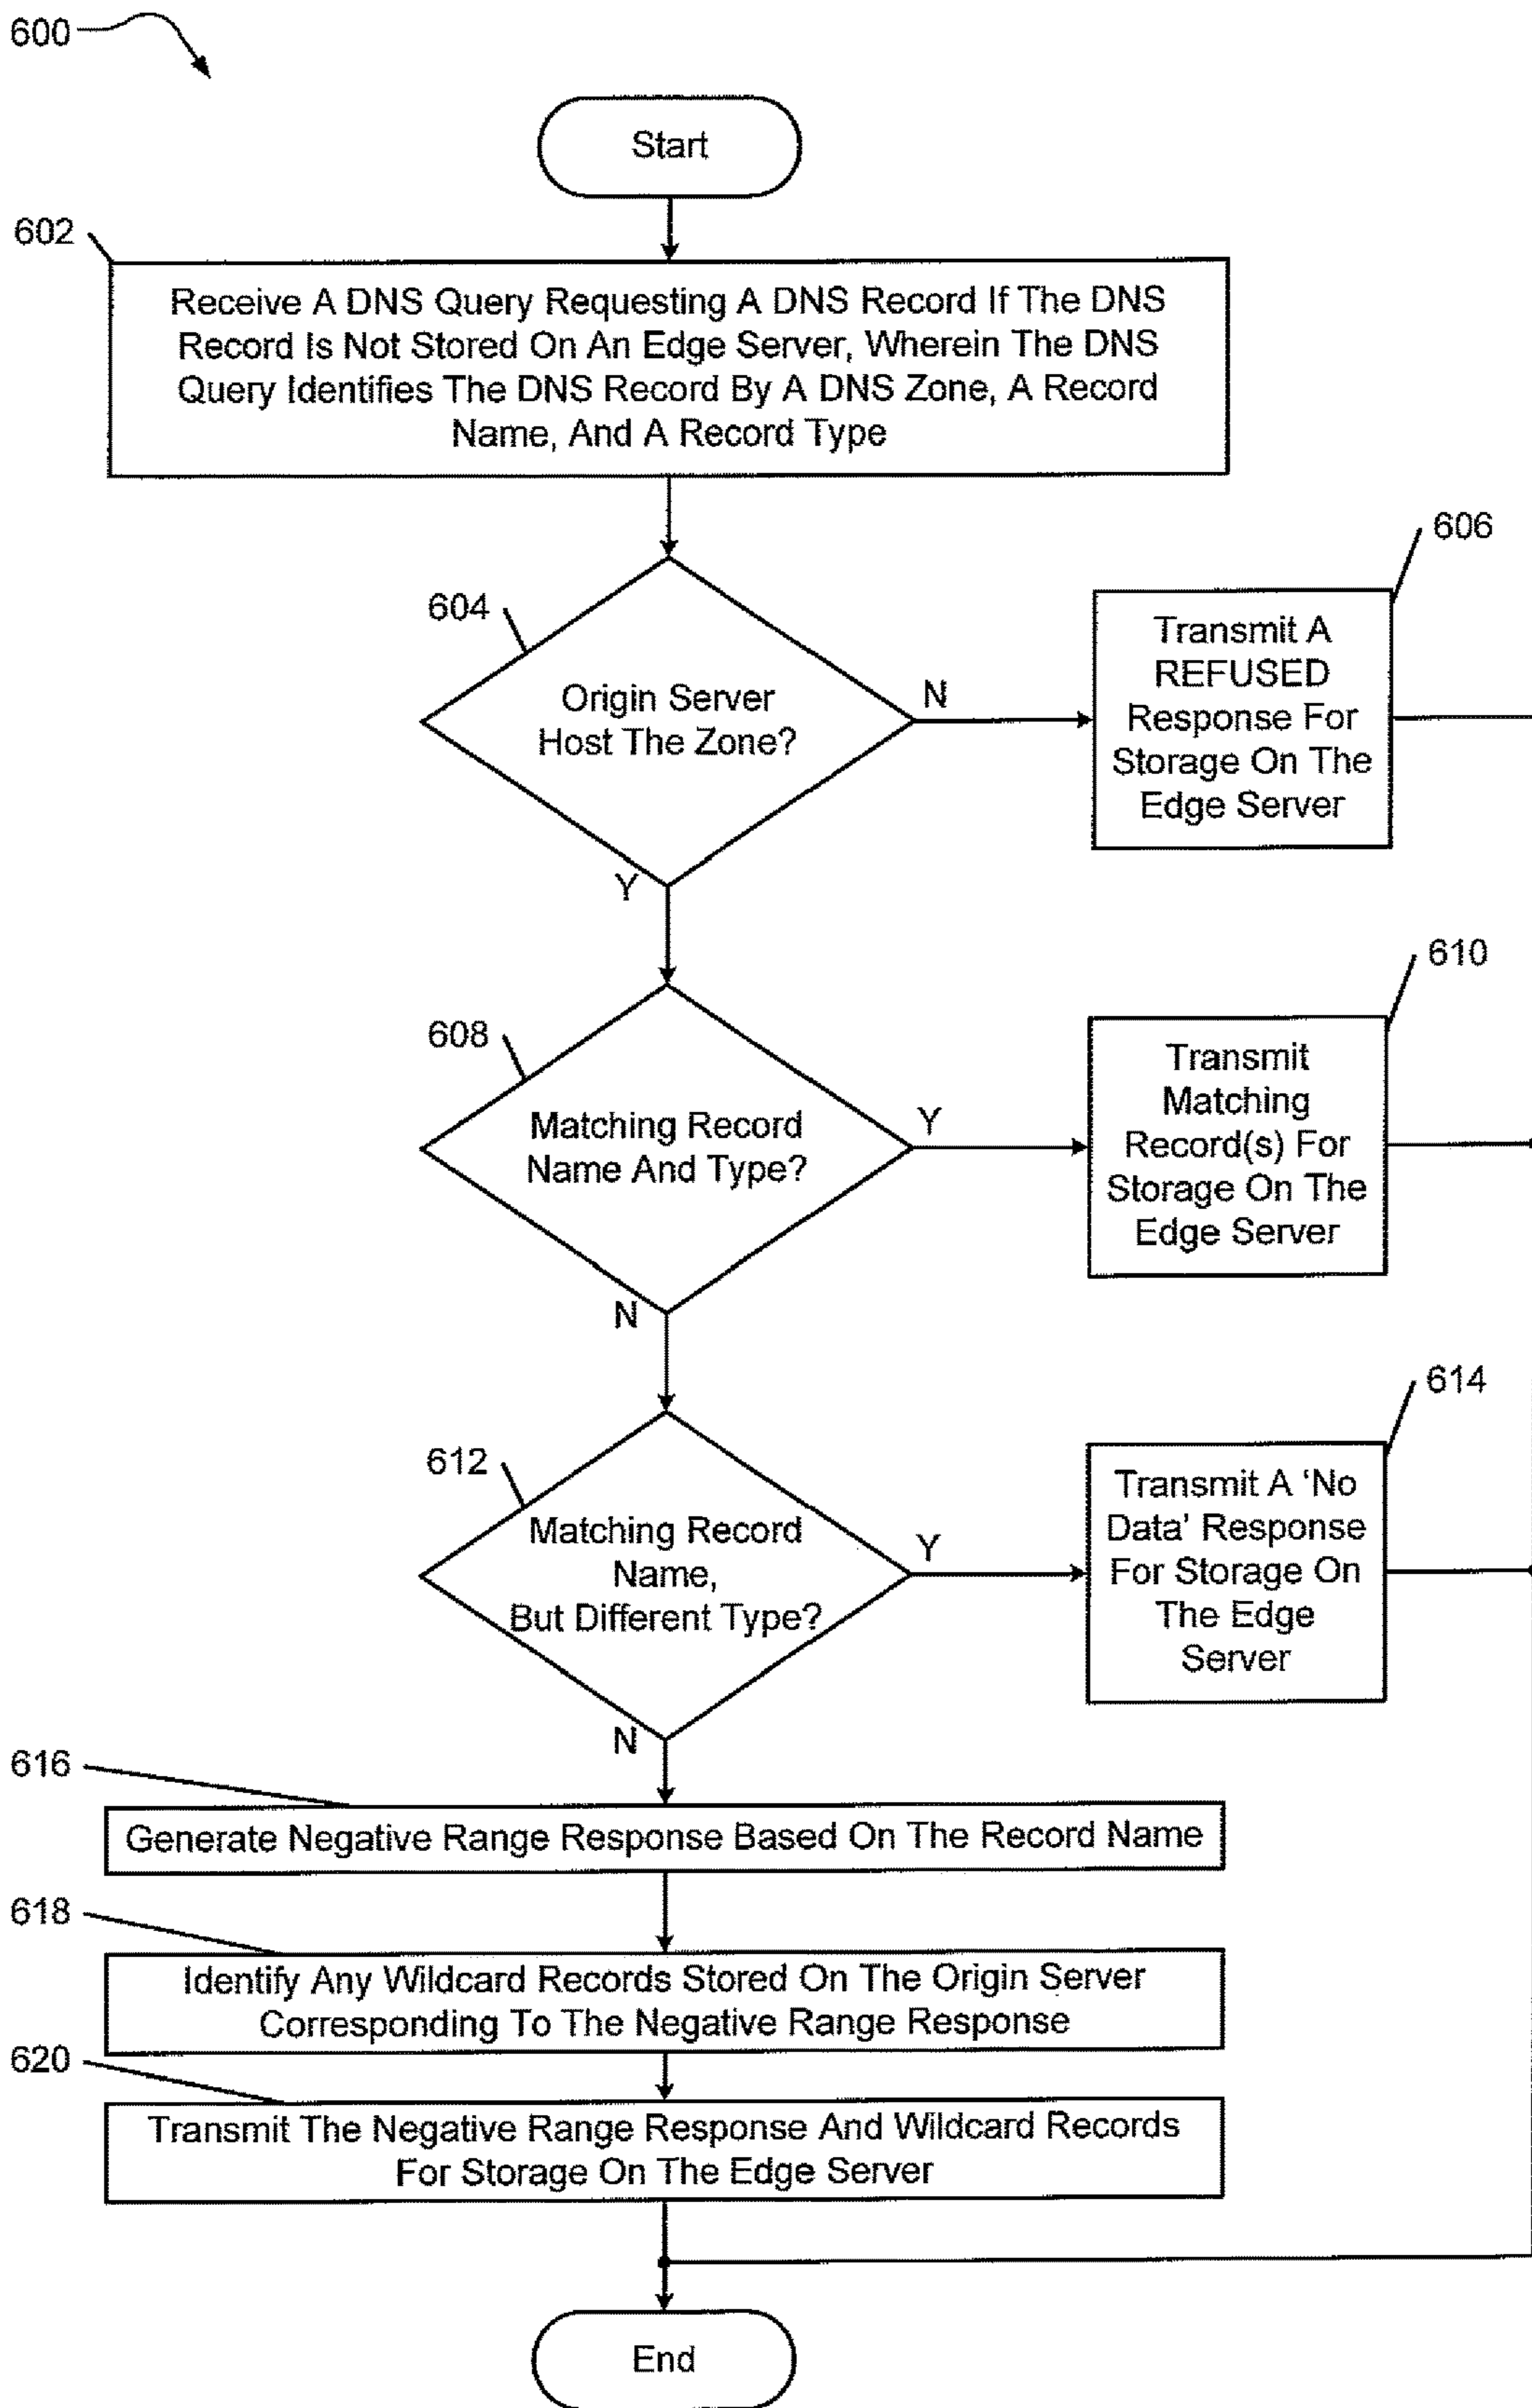 600
Start
602
Receive A DNS Query Requesting A DNS Record If The DNS
Record Is Not Stored On An Edge Server, Wherein The DNS
Query Identifies The DNS Record By A DNS Zone, A Record
Name, And A Record Type
606
604
Origin Server
Host The Zone?
N
Transmit A
REFUSED
Response For
Storage On The
Edge Server
Y
610
608
Matching Record
Name And Type?
Y
Transmit
Matching
Record(s) For
Storage On The
Edge Server
N
614
612
Matching Record
Name,
But Different Type?
Y
Transmit A ‘No
Data’ Response
For Storage On
The Edge
Server
N
616
Generate Negative Range Response Based On The Record Name
618
Identify Any Wildcard Records Stored On The Origin Server
Corresponding To The Negative Range Response
620
Transmit The Negative Range Response And Wildcard Records
For Storage On The Edge Server
End